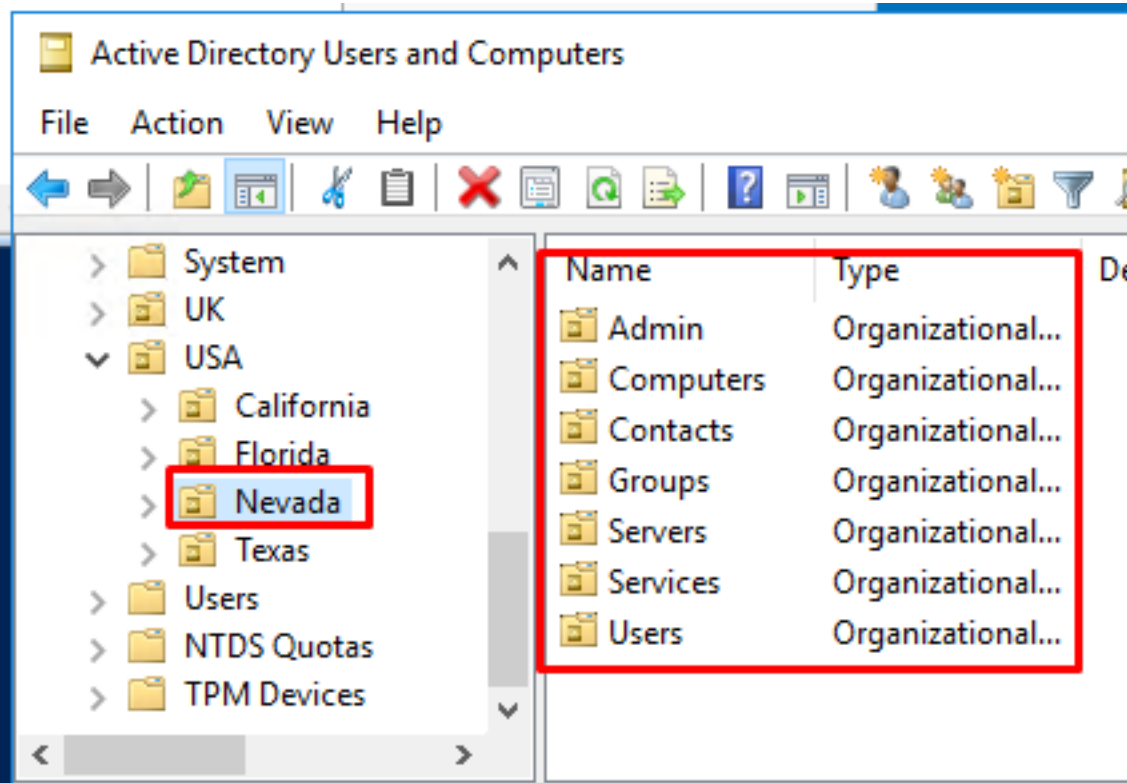 Active Directory Users and Computers
File Action View Help
System
UK
USA
California
Florida
Nevada
Texas
Users
NTDS Quotas
TPM Devices
Name Type
Admin Organizational...
Computers Organizational...
Contacts Organizational...
Groups Organizational...
Servers Organizational...
Services Organizational...
Users Organizational...